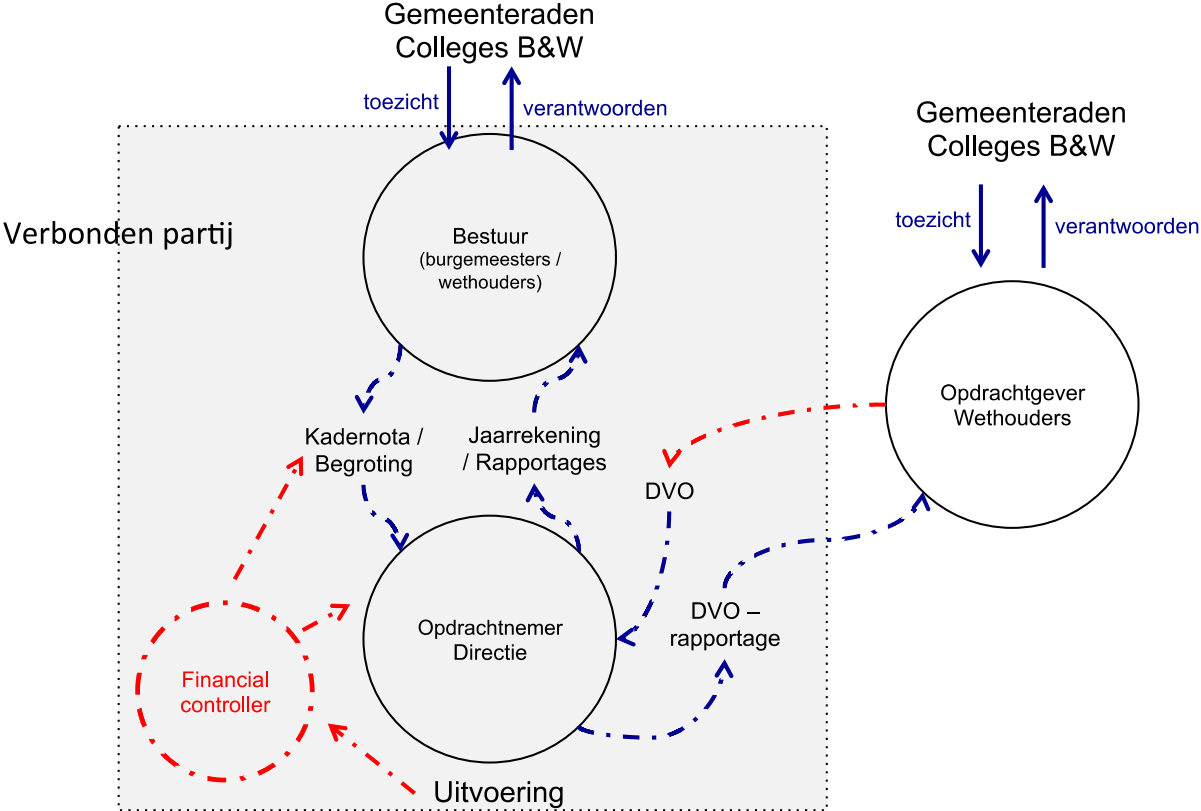 Gemeenteraden
Colleges B&W
toezicht
verantwoorden
Gemeenteraden
Colleges B&W
toezicht
verantwoorden
Verbonden partij
Bestuur
(burgemeesters /
wethouders)
Opdrachtgever
Wethouders
Kadernota /
Begroting
Jaarrekening
/ Rapportages
DVO
DVO –
rapportage
Opdrachtnemer
Directie
Financial
controller
Uitvoering